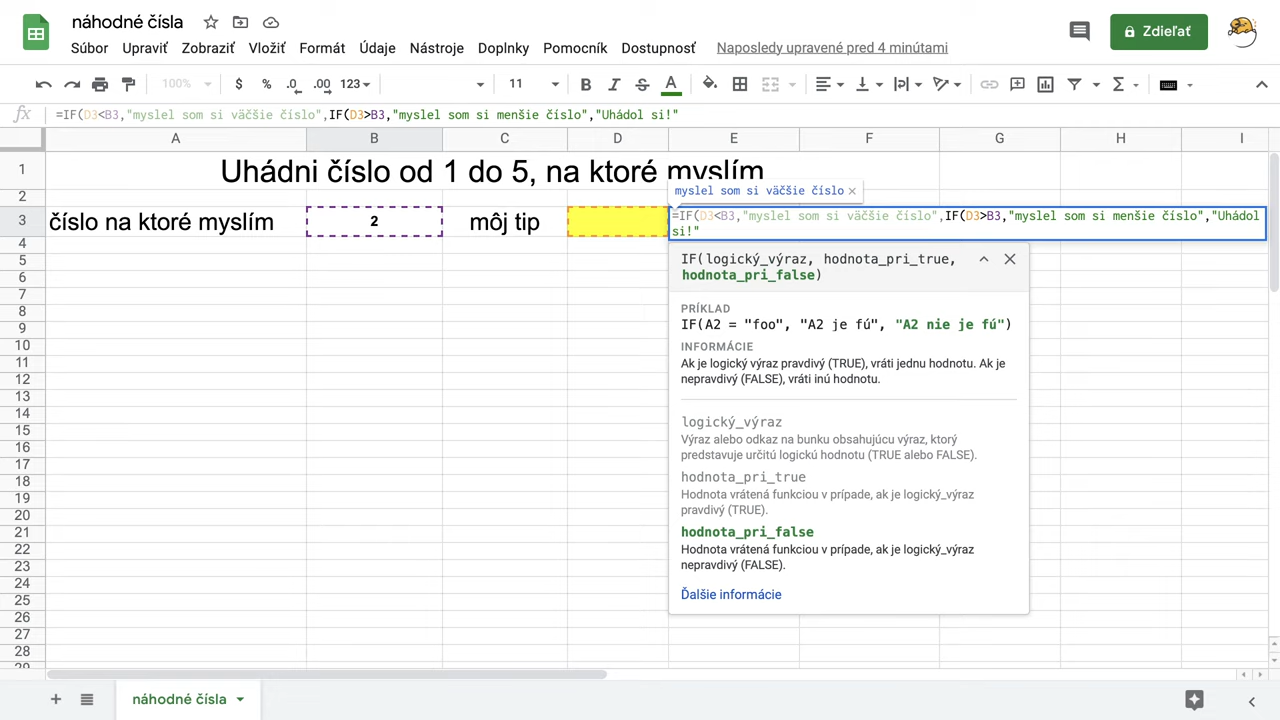 náhodné čísla
Súbor Upraviť Zobraziť Vložiť Formát Údaje Nástroje Doplnky Pomocník Dostupnosť Naposledy upravené pred 4 minútami
Zdieľať
100% $ % .0 .00 123 11 B I S A
fx =IF(D3<B3,"myslel som si väčšie číslo",IF(D3>B3,"myslel som si menšie číslo","Uhádol si!"
A B C D E F G H I
1 Uhádni číslo od 1 do 5, na ktoré myslím
2 myslel som si väčšie číslo ×
3 číslo na ktoré myslím 2 môj tip =IF(D3<B3,"myslel som si väčšie číslo",IF(D3>B3,"myslel som si menšie číslo","Uhádol
si!"
4
5 IF(logický_výraz, hodnota_pri_true,
6 hodnota_pri_false)
7
8 PRÍKLAD
9 IF(A2 = "foo", "A2 je fú", "A2 nie je fú")
10 INFORMÁCIE
11 Ak je logický výraz pravdivý (TRUE), vráti jednu hodnotu. Ak je
12 nepravdivý (FALSE), vráti inú hodnotu.
13
14
15 logický_výraz
16 Výraz alebo odkaz na bunku obsahujúcu výraz, ktorý
17 predstavuje určitú logickú hodnotu (TRUE alebo FALSE).
18 hodnota_pri_true
19 Hodnota vrátená funkciou v prípade, ak je logický_výraz
20 pravdivý (TRUE).
21 hodnota_pri_false
22 Hodnota vrátená funkciou v prípade, ak je logický_výraz
23 nepravdivý (FALSE).
24
25 Ďalšie informácie
26
27
28
29
náhodné čísla